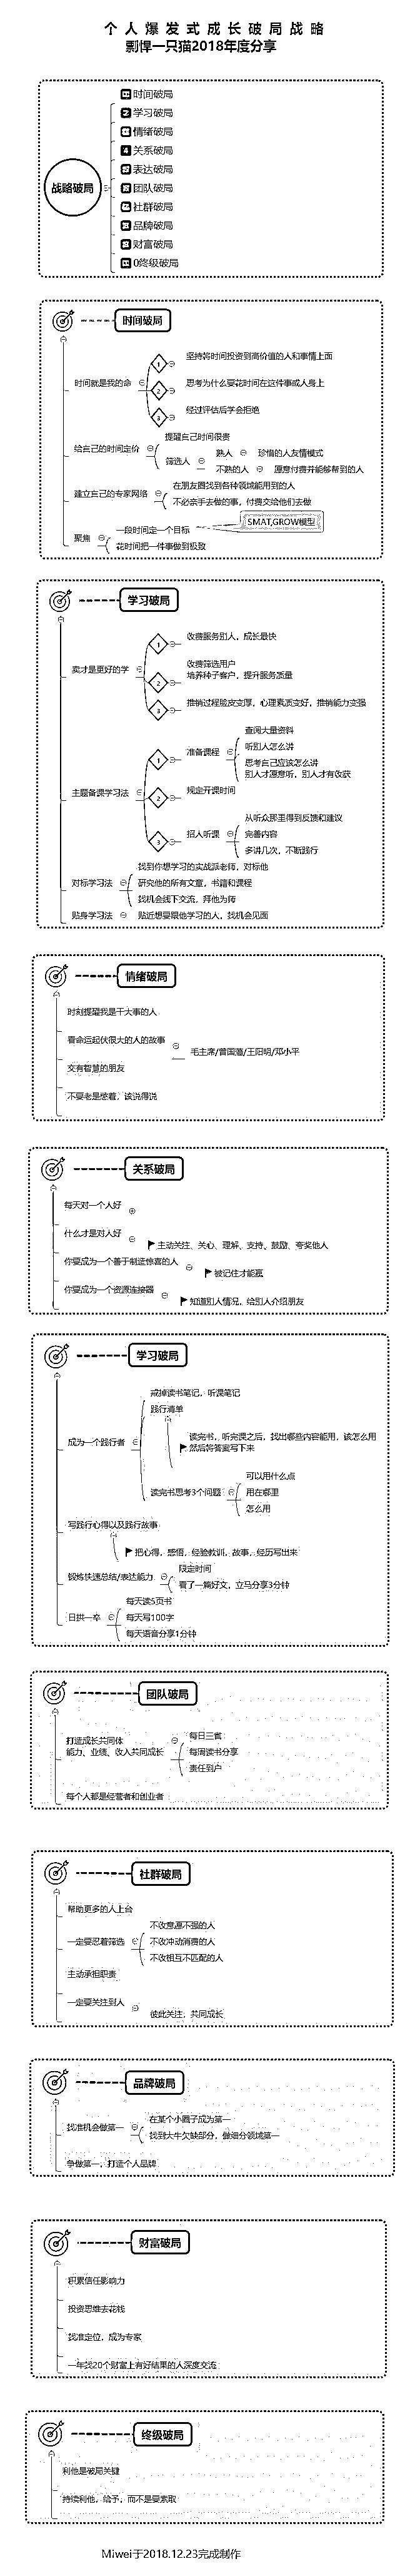 个人爆发式成长破局战略
剽悍一只猫2018年度分享
战略破局
时间破局
学习破局
情绪破局
关系破局
表达破局
团队破局
社群破局
品牌破局
财富破局
0终级破局
时间破局
时间就是我的命
1
坚持将时间投资到高价值的人和事情上面
2
思考为什么要花时间在这件事或人身上
3
经过评估后学会拒绝
给自己的时间定价
提醒自己时间很贵
筛选人
熟人
珍惜的人友情模式
不熟的人
愿意付费并能够帮到的人
建立自己的专家网络
在朋友圈找到各种领域能用到的人
不必亲手去做的事，付费交给他们去做
聚焦
一段时间定一个目标
SMAT,GROW模型
花时间把一件事做到极致
学习破局
卖才是更好的学
1
收费服务别人，成长最快
2
收费筛选用户
培养种子客户，提升服务质量
3
推销过程脸皮变厚，心理素质变好，推销能力变强
主题备课学习法
1
准备课程
查阅大量资料
听别人怎么讲
思考自己应该怎么讲
别人才愿意听，别人才有收获
2
规定开课时间
3
招人听课
从听众那里得到反馈和建议
完善内容
多讲几次，不断践行
对标学习法
找到你想学习的实战派老师，对标他
研究他的所有文章，书籍和课程
找机会线下交流，拜他为师
贴身学习法
贴近想要跟他学习的人，找机会见面
情绪破局
时刻提醒我是干大事的人
看命运起伏很大的人的故事
毛主席/曾国藩/王阳明/邓小平
交有智慧的朋友
不要老是憋着，该说得说
关系破局
每天对一个人好
什么才是对人好
主动关注、关心、理解、支持、鼓励、夸奖他人
你要成为一个善于制造惊喜的人
被记住才能赢
你要成为一个资源连接器
知道别人情况，给别人介绍朋友
学习破局
成为一个践行者
戒掉读书笔记，听课笔记
践行清单
读完书，听完课之后，找出哪些内容能用，该怎么用
然后将答案写下来
读完书思考3个问题
可以用什么点
用在哪里
怎么用
写践行心得以及践行故事
把心得，感悟，经验教训，故事，经历写出来
锻炼快速总结/表达能力
限定时间
看了一篇好文，立马分享3分钟
日拱一卒
每天读5页书
每天写100字
每天语音分享1分钟
团队破局
打造成长共同体
能力、业绩、收入共同成长
每日三省
每周读书分享
责任到户
每个人都是经营者和创业者
社群破局
帮助更多的人上台
一定要忍着筛选
不收意愿不强的人
不收冲动消费的人
不收相互不匹配的人
主动承担职责
一定要关注到人
彼此关注，共同成长
品牌破局
找准机会做第一
在某个小圈子成为第一
找到大牛欠缺部分，做细分领域第一
争做第一，打造个人品牌
财富破局
积累信任影响力
投资思维去花钱
找准定位，成为专家
一年找20个财富上有好结果的人深度交流
终级破局
利他是破局关键
持续利他，给予，而不是要索取
Miwei于2018.12.23完成制作